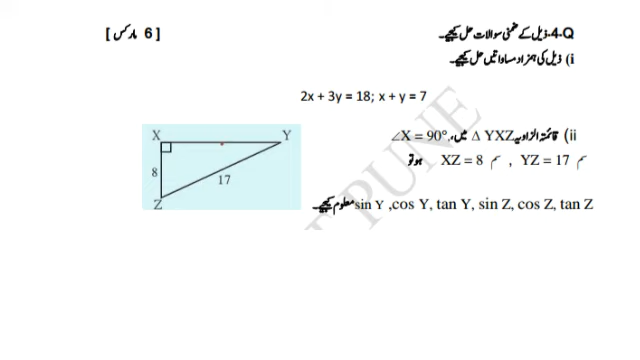 4-Q۔ذیل کے ضمنی سوالات حل کیجیے۔ [ 6 مارکس ]
i) ذیل کی ہمزاد مساواتیں حل کیجیے۔
2x + 3y = 18; x + y = 7
ii) قائمۃ الزاویہ Δ YXZ میں، ∠X = 90°,
XZ = 8 سم , YZ = 17 سم ہو تو
sin Y ,cos Y, tan Y, sin Z, cos Z, tan Z معلوم کیجیے۔
X
Y
8
17
Z
E PUNE